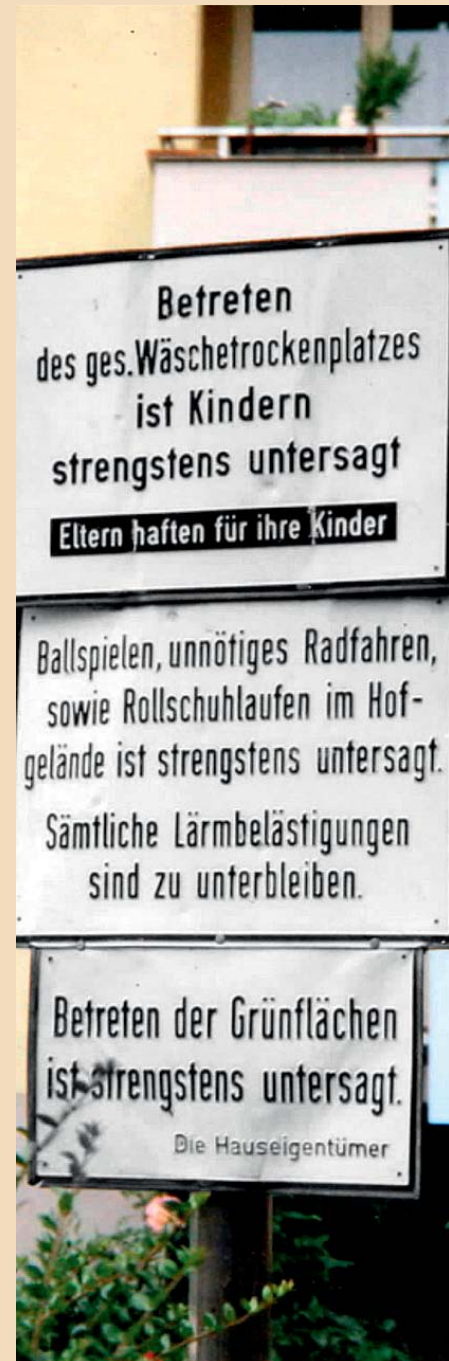 Betreten
des ges.Wäschetrockenplatzes
ist Kindern
strengstens untersagt
Eltern haften für ihre Kinder
Ballspielen, unnötiges Radfahren,
sowie Rollschuhlaufen im Hof-
gelände ist strengstens untersagt.
Sämtliche Lärmbelästigungen
sind zu unterbleiben.
Betreten der Grünflächen
ist strengstens untersagt.
Die Hauseigentümer